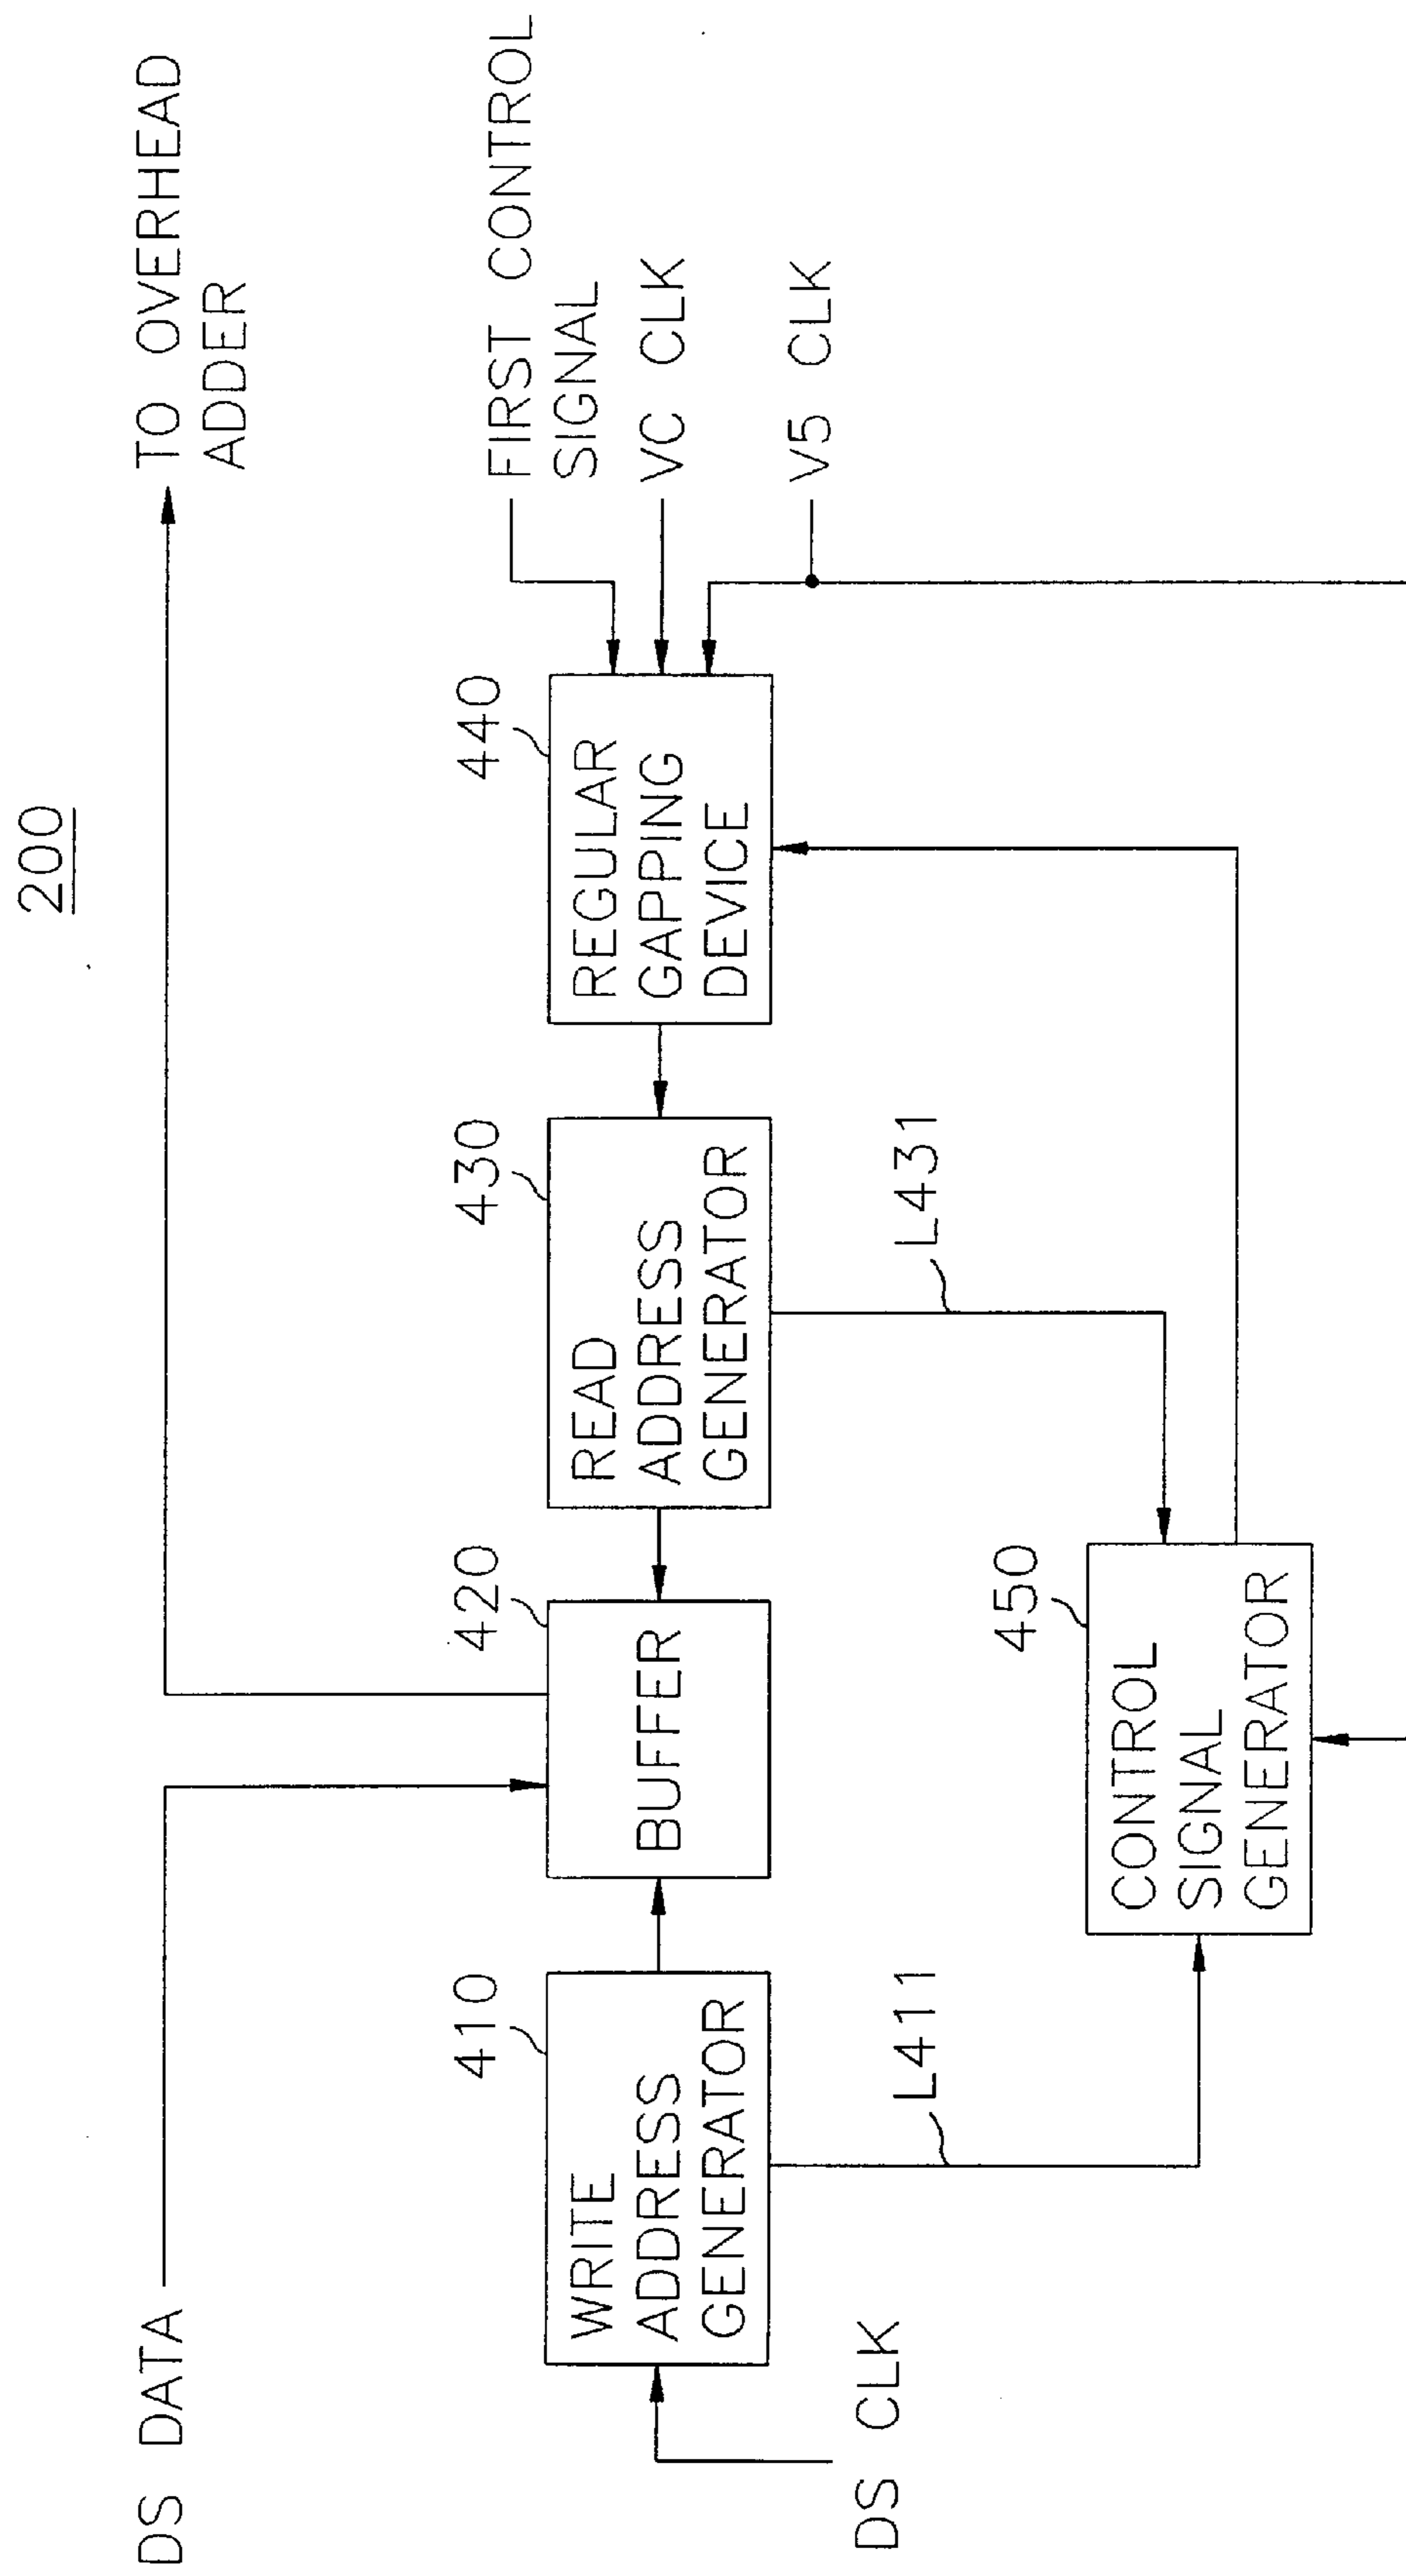 200
DS DATA
TO OVERHEAD
ADDER
410
WRITE
ADDRESS
GENERATOR
420
BUFFER
430
READ
ADDRESS
GENERATOR
440
REGULAR
GAPPING
DEVICE
FIRST CONTROL
SIGNAL
VC CLK
V5 CLK
DS CLK
L411
L431
450
CONTROL
SIGNAL
GENERATOR